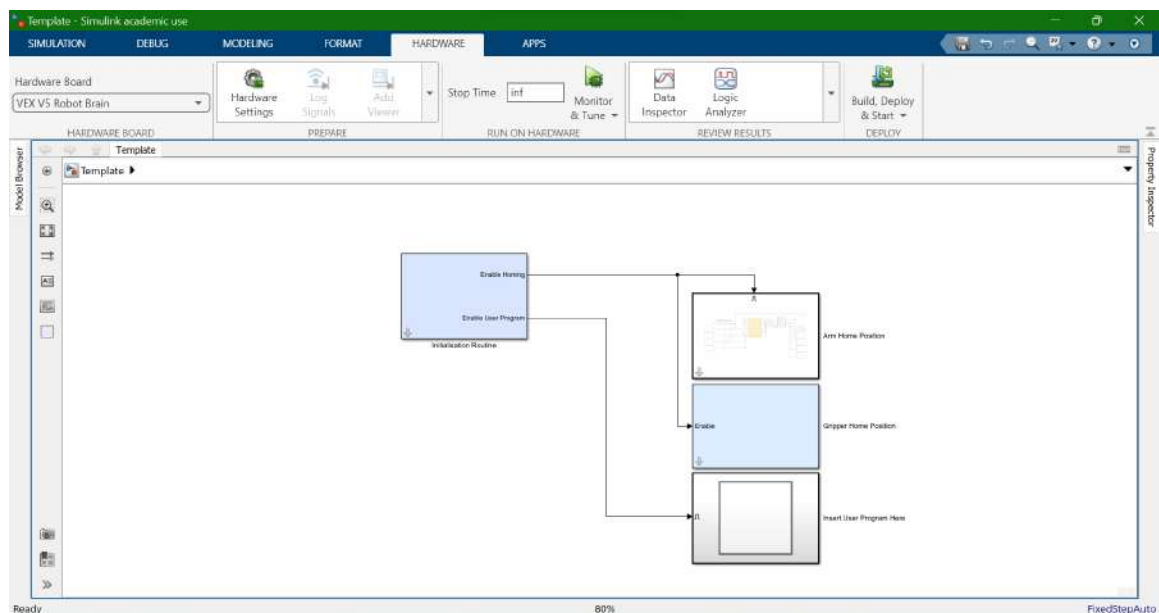 Template - Simulink academic use
SIMULATION DEBUG MODELING FORMAT HARDWARE APPS
Hardware Board
VEX V5 Robot Brain
Hardware Settings
Log Signals
Add Viewer
Stop Time inf
Monitor & Tune
Data Inspector
Logic Analyzer
Build, Deploy & Start
HARDWARE BOARD PREPARE RUN ON HARDWARE REVIEW RESULTS DEPLOY
Model Browser
Template
Property Inspector
Template
Enable Homing
Enable User Program
Initialisation Routine
Arm Home Position
Enable
Gripper Home Position
Insert User Program Here
Ready 80% FixedStepAuto